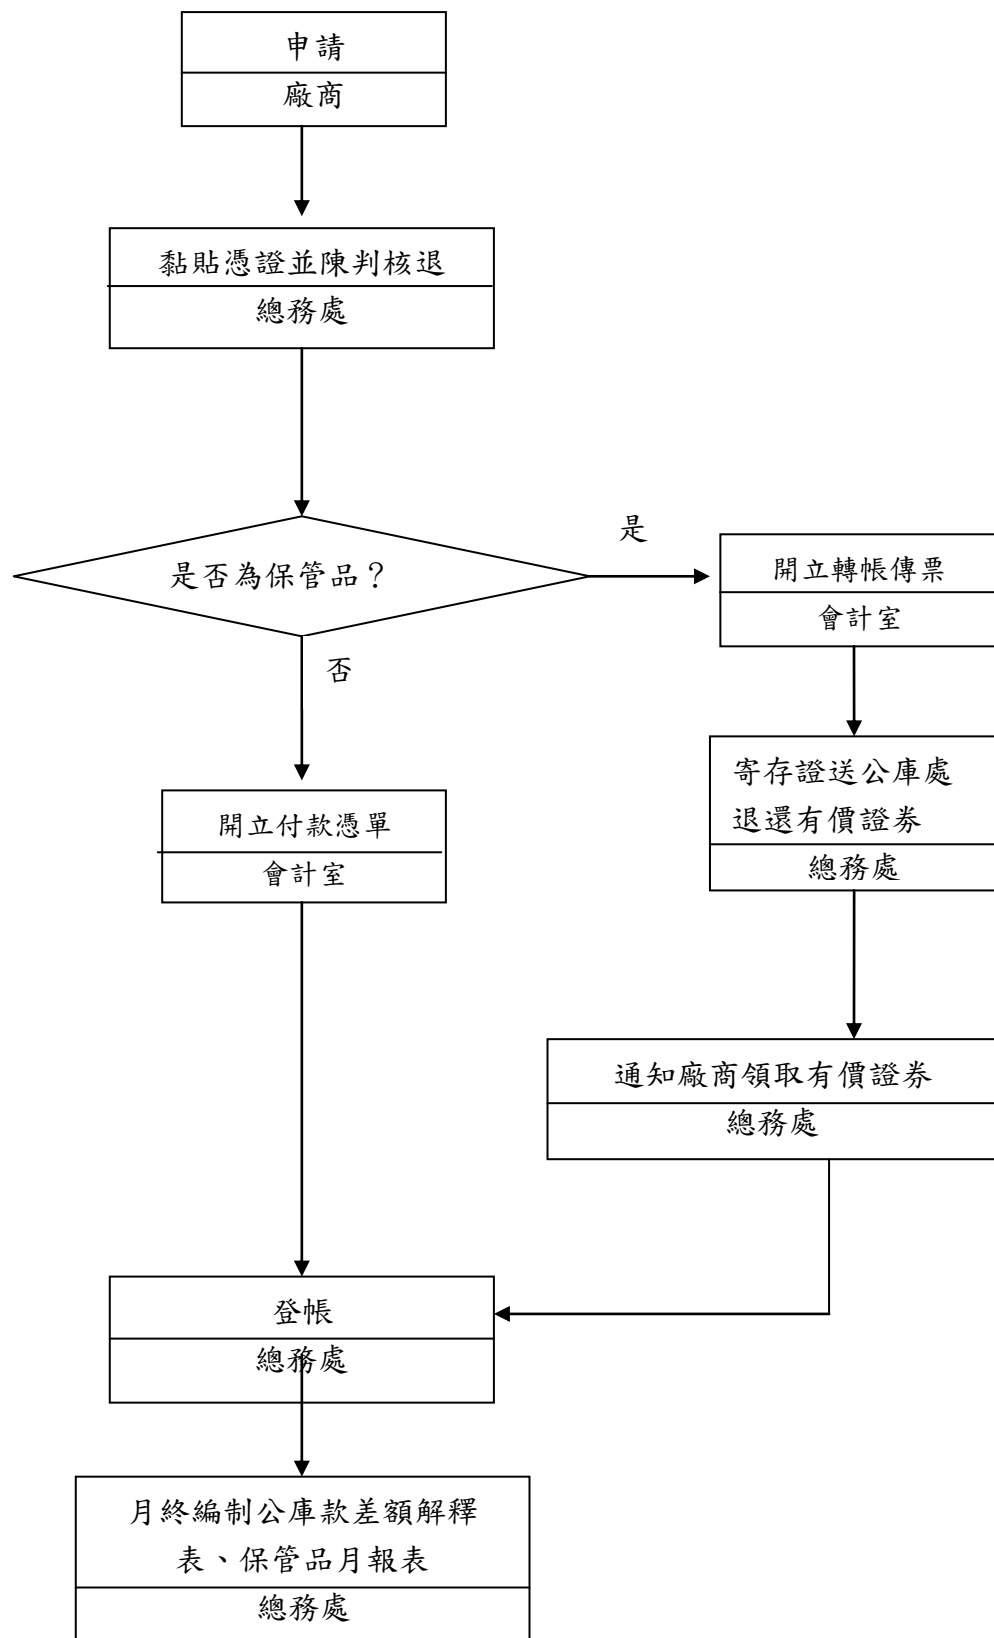 申請
廠商
黏貼憑證並陳判核退
總務處
是否為保管品？
是
開立轉帳傳票
會計室
否
寄存證送公庫處
退還有價證券
總務處
開立付款憑單
會計室
通知廠商領取有價證券
總務處
登帳
總務處
月終編制公庫款差額解釋
表、保管品月報表
總務處